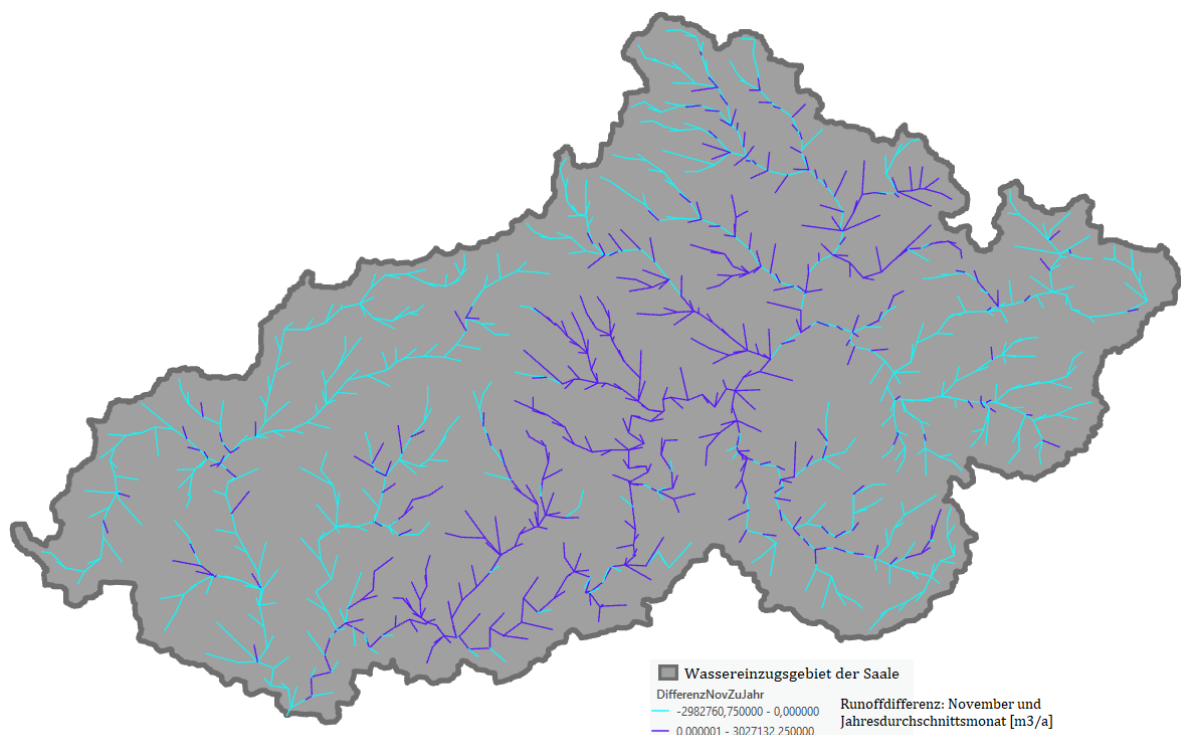 Wassereinzugsgebiet der Saale
DifferenzNovZuJahr
-2982760,750000 - 0,000000
0,000001 - 3027132,250000
Runoffdifferenz: November und
Jahresdurchschnittsmonat [m3/a]